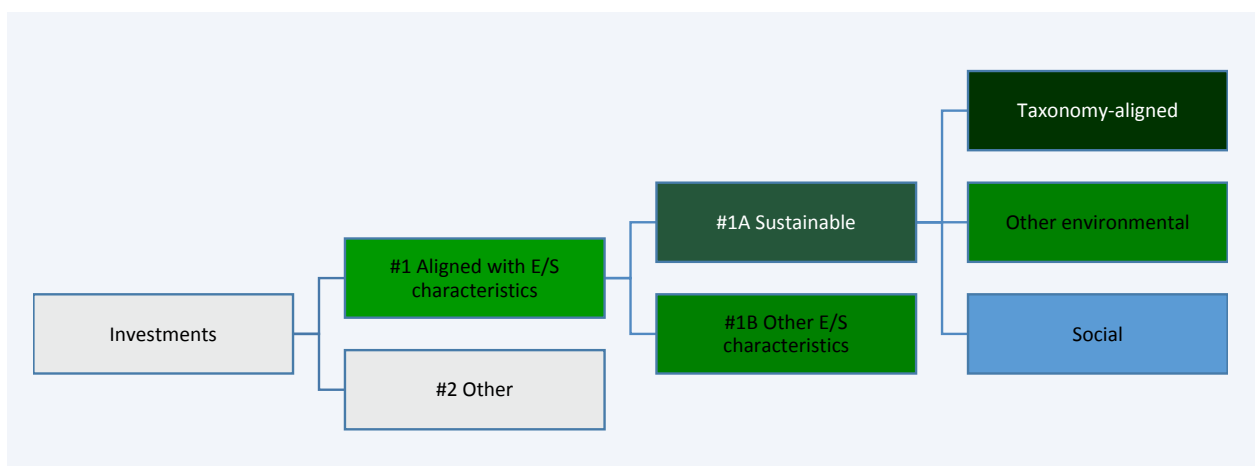 Investments
#1 Aligned with E/S
characteristics
#2 Other
#1A Sustainable
#1B Other E/S
characteristics
Taxonomy-aligned
Other environmental
Social